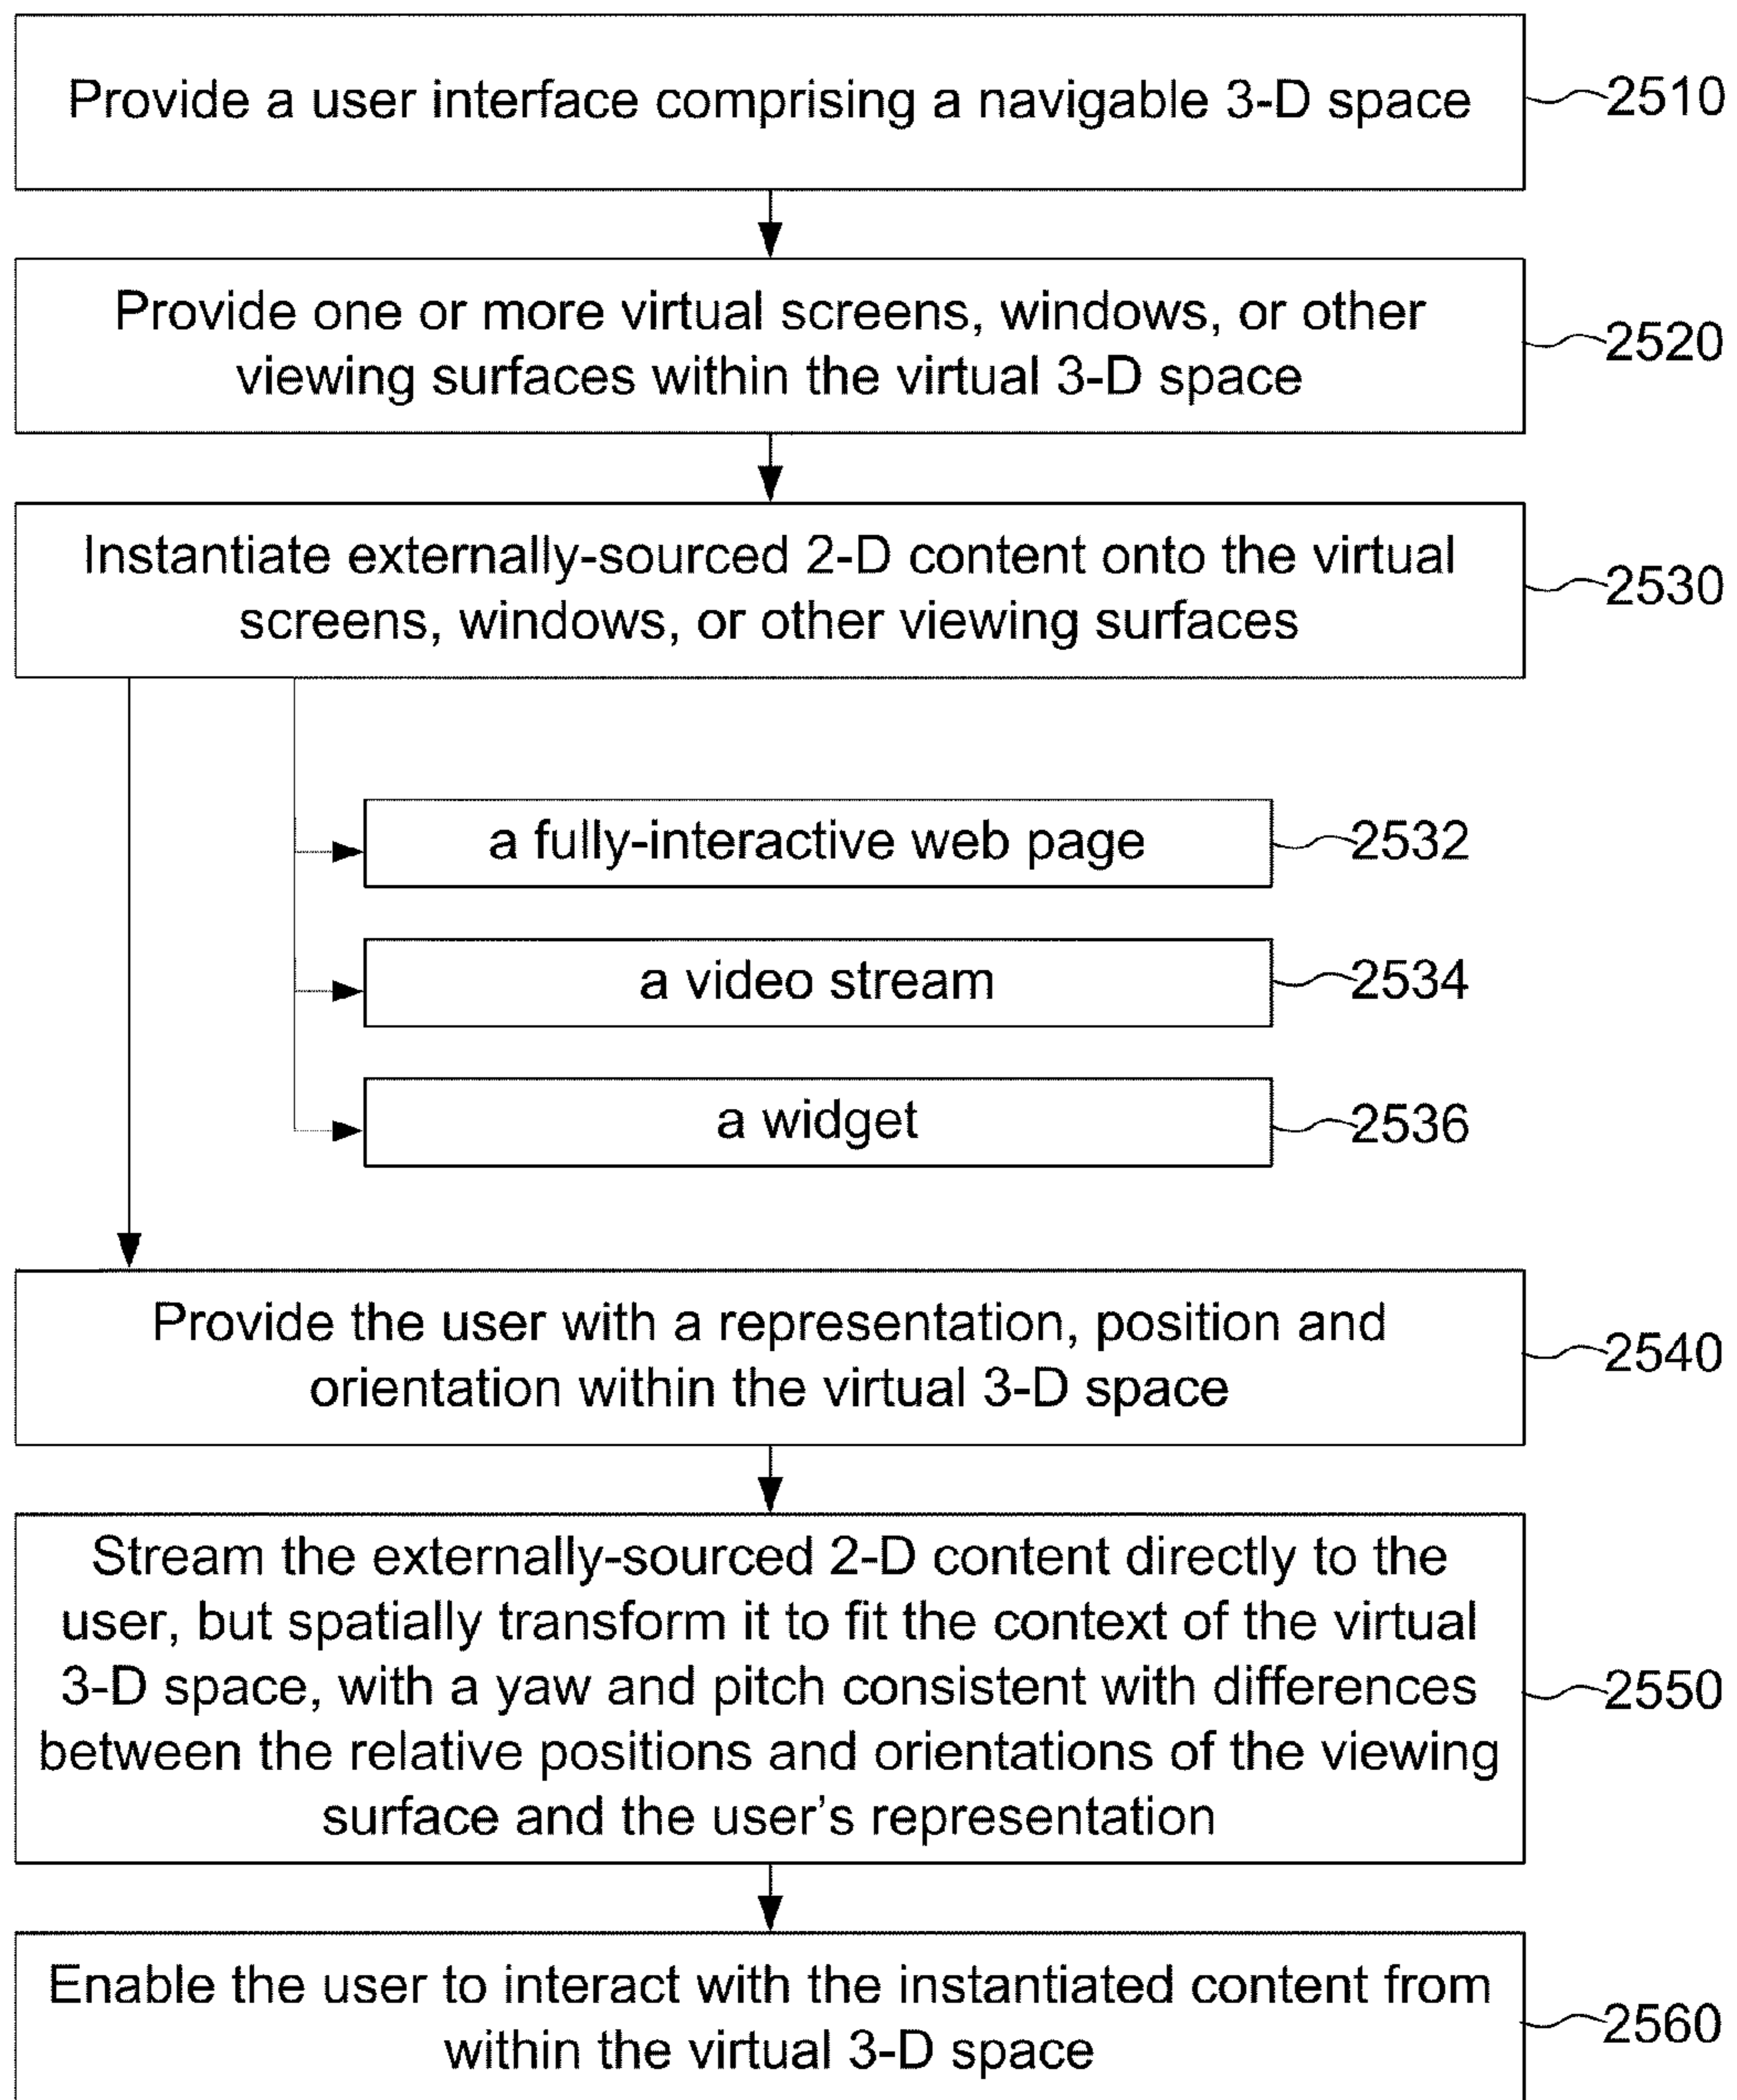 Provide a user interface comprising a navigable 3-D space
2510
Provide one or more virtual screens, windows, or other
viewing surfaces within the virtual 3-D space
2520
Instantiate externally-sourced 2-D content onto the virtual
screens, windows, or other viewing surfaces
2530
a fully-interactive web page
2532
a video stream
2534
a widget
2536
Provide the user with a representation, position and
orientation within the virtual 3-D space
2540
Stream the externally-sourced 2-D content directly to the
user, but spatially transform it to fit the context of the virtual
3-D space, with a yaw and pitch consistent with differences
between the relative positions and orientations of the viewing
surface and the user’s representation
2550
Enable the user to interact with the instantiated content from
within the virtual 3-D space
2560